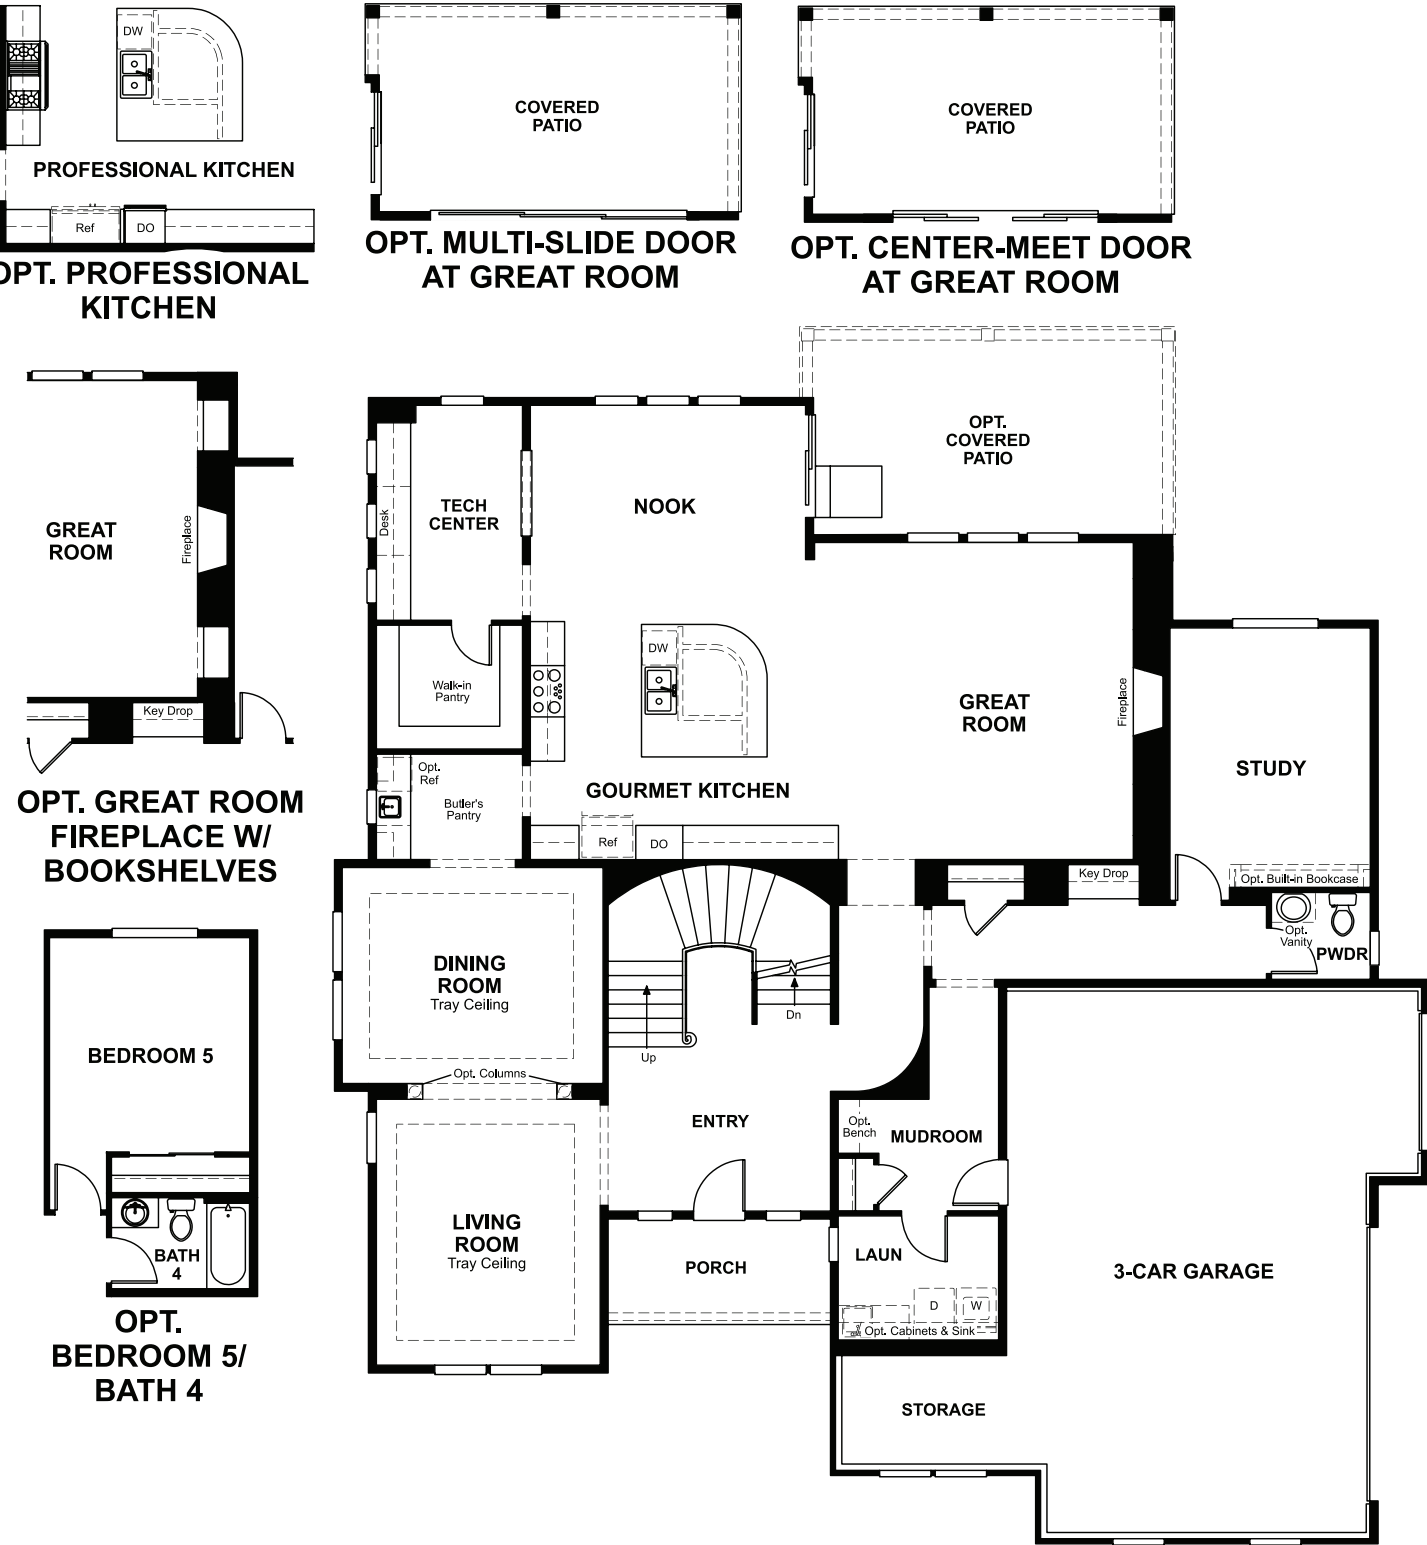 DW
PROFESSIONAL KITCHEN
Ref
DO
OPT. PROFESSIONAL
KITCHEN
COVERED
PATIO
OPT. MULTI-SLIDE DOOR
AT GREAT ROOM
COVERED
PATIO
OPT. CENTER-MEET DOOR
AT GREAT ROOM
GREAT
ROOM
Fireplace
Key Drop
OPT. GREAT ROOM
FIREPLACE W/
BOOKSHELVES
BEDROOM 5
BATH
4
OPT.
BEDROOM 5/
BATH 4
OPT.
COVERED
PATIO
TECH
CENTER
Desk
NOOK
Walk-in
Pantry
DW
GREAT
ROOM
Fireplace
STUDY
Opt.
Ref
Butler's
Pantry
GOURMET KITCHEN
Ref
DO
Key Drop
Opt. Built-in Bookcase
Opt.
Vanity
PWDR
DINING
ROOM
Tray Ceiling
Up
Dn
Opt. Columns
ENTRY
Opt.
Bench
MUDROOM
LIVING
ROOM
Tray Ceiling
PORCH
LAUN
D
W
Opt. Cabinets & Sink
3-CAR GARAGE
STORAGE